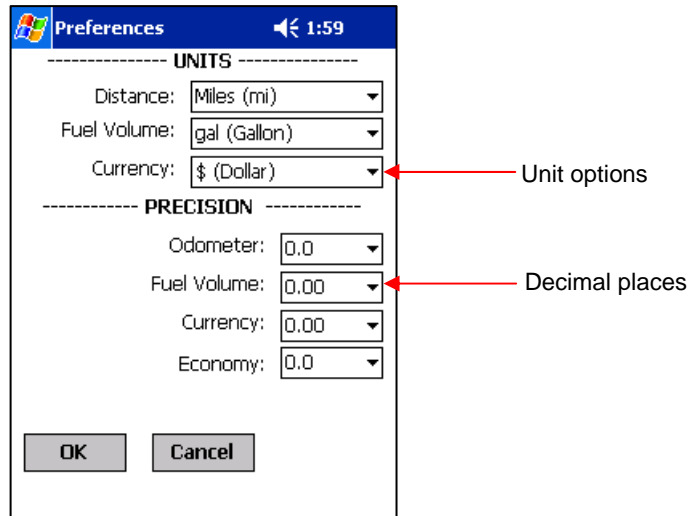 Preferences 1:59
--------------- UNITS ---------------
Distance: Miles (mi)
Fuel Volume: gal (Gallon)
Currency: $ (Dollar)
Unit options
------------ PRECISION ------------
Odometer: 0.0
Fuel Volume: 0.00
Decimal places
Currency: 0.00
Economy: 0.0
OK Cancel